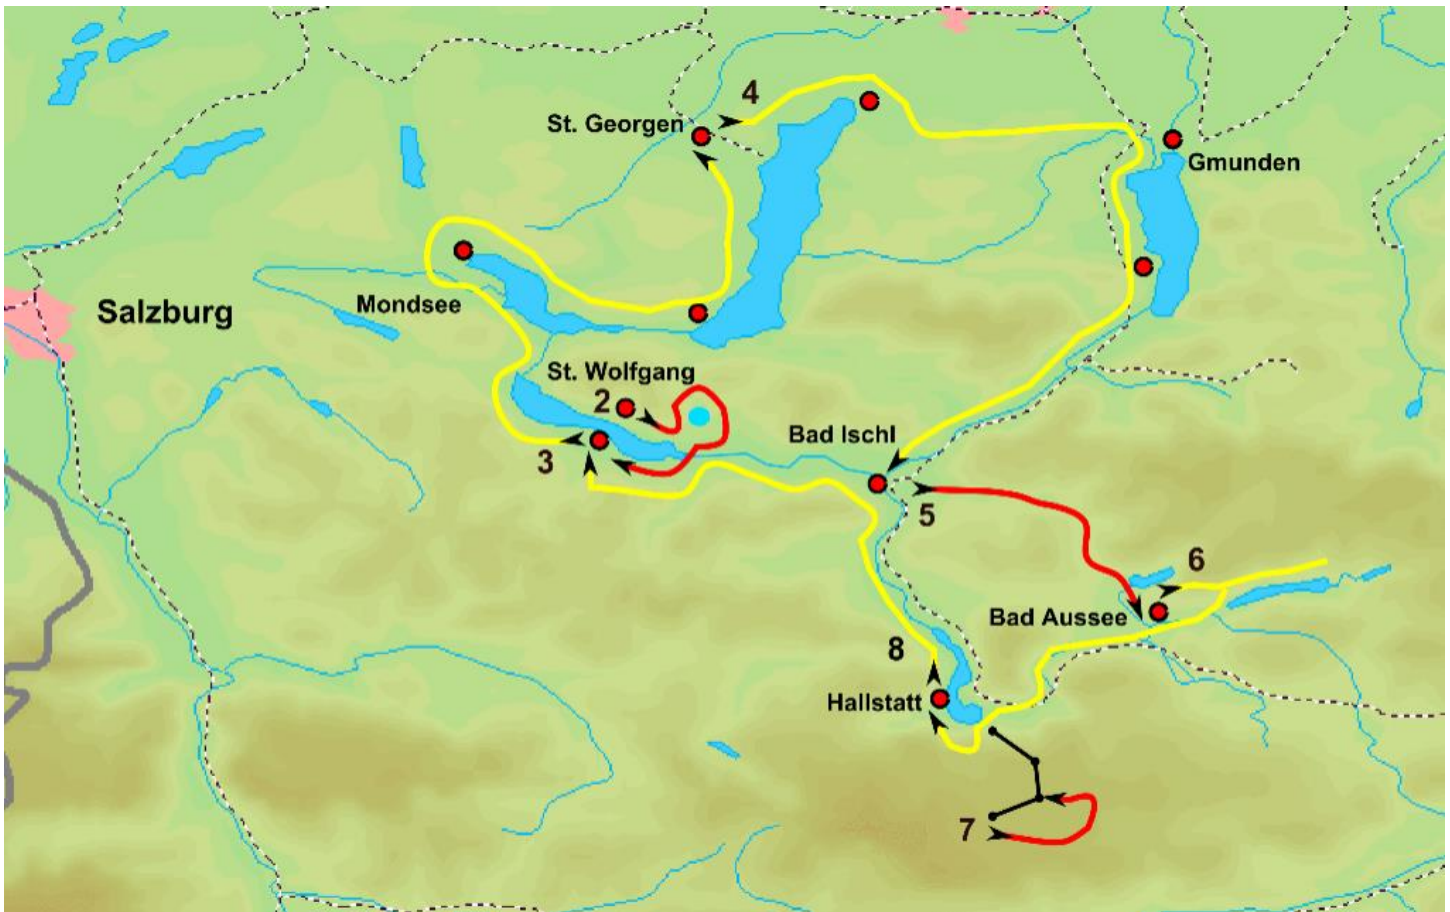 4
St. Georgen
Gmunden
Mondsee
Salzburg
St. Wolfgang
2
Bad Ischl
3
5
6
Bad Aussee
8
Hallstatt
7